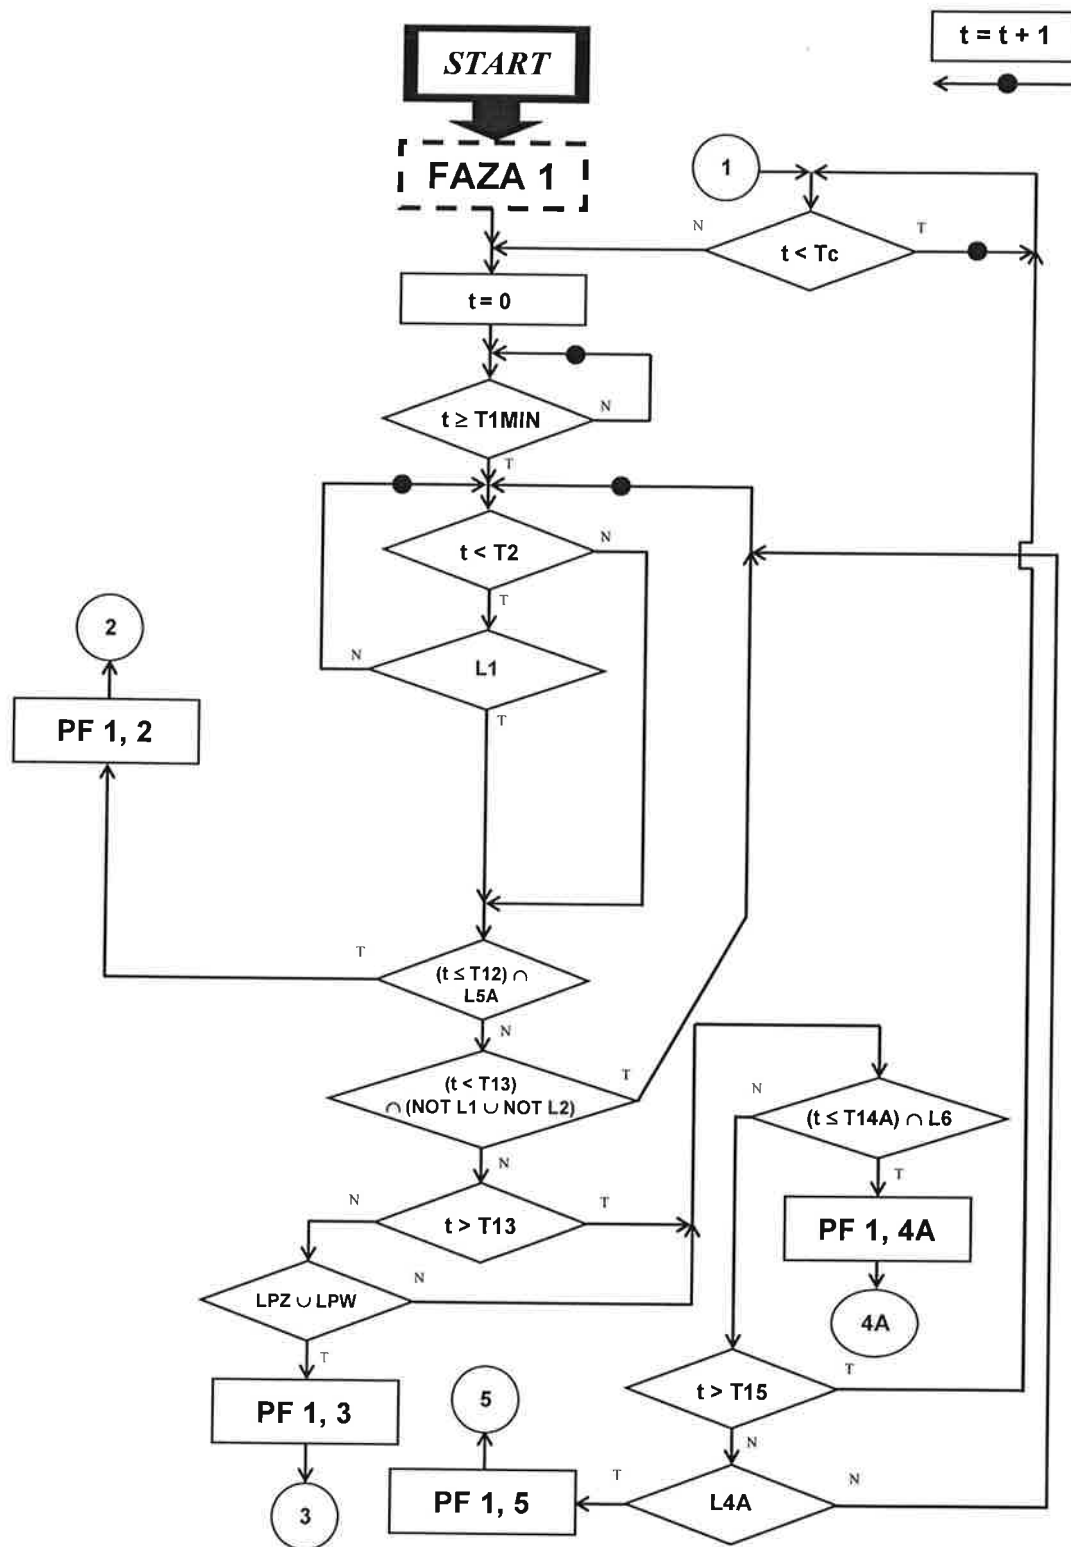 t = t + 1
START
FAZA 1
1
N
T
t < Tc
t = 0
t ≥ T1MIN
N
T
t < T2
N
T
2
N
L1
T
PF 1, 2
T
(t ≤ T12) ∩
L5A
N
(t < T13)
∩ (NOT L1 ∪ NOT L2)
T
N
(t ≤ T14A) ∩ L6
T
N
N
t > T13
T
PF 1, 4A
LPZ ∪ LPW
N
4A
T
t > T15
T
PF 1, 3
5
N
T
L4A
N
PF 1, 5
3